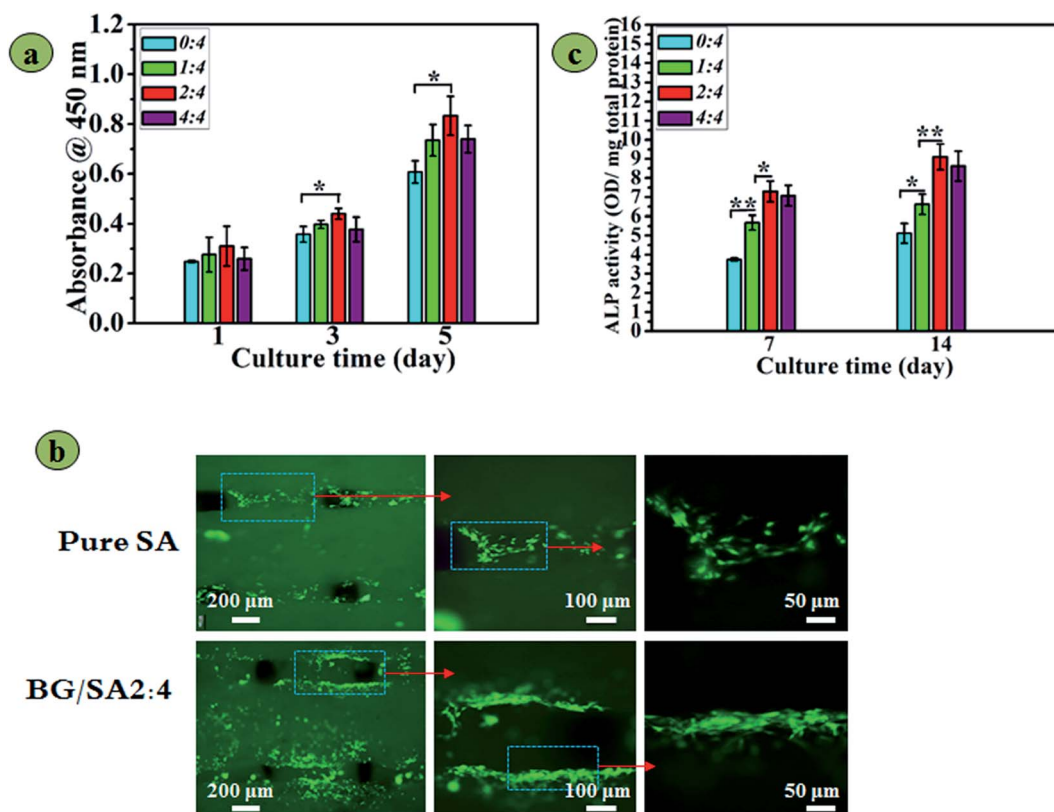 a
1.2
1.0
0.8
0.6
0.4
0.2
0.0
Absorbance @ 450 nm
0:4
1:4
2:4
4:4
*
*
1 3 5
Culture time (day)
c
16
15
14
13
12
11
10
9
8
7
6
5
4
3
2
1
0
ALP activity (OD/ mg total protein)
0:4
1:4
2:4
4:4
**
*
*
**
7 14
Culture time (day)
b
Pure SA
200 µm
100 µm
50 µm
BG/SA2:4
200 µm
100 µm
50 µm